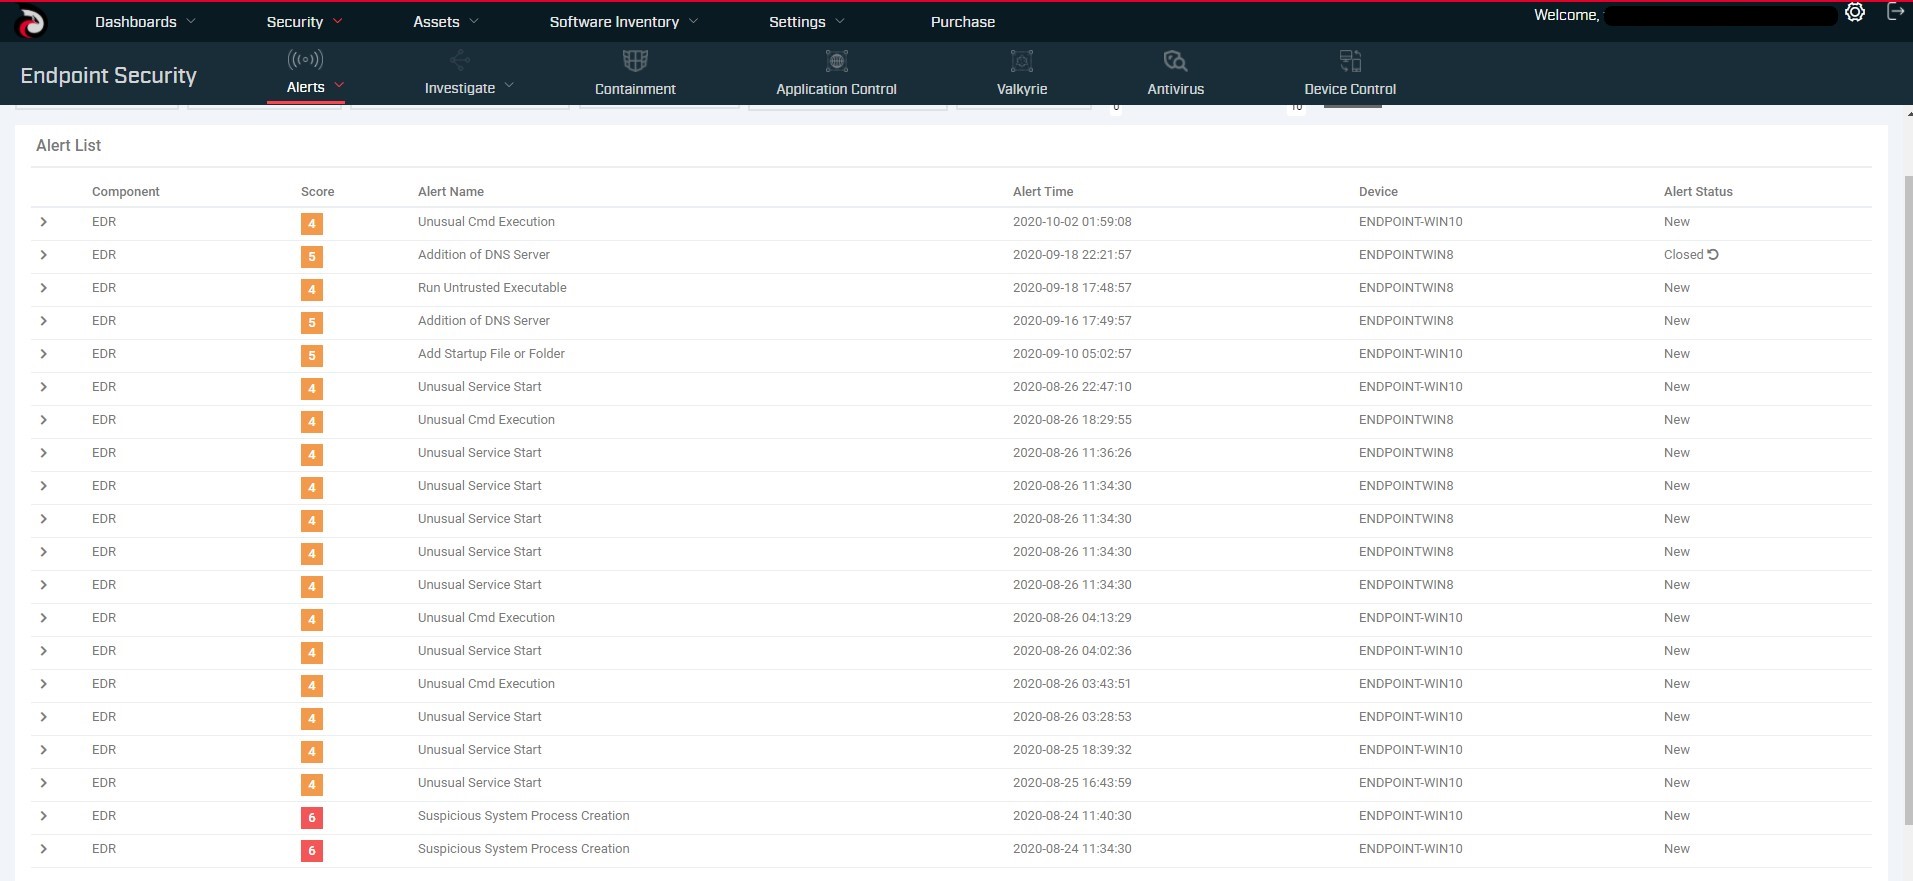 Dashboards Security Assets Software Inventory Settings Purchase Welcome,
Endpoint Security Alerts Investigate Containment Application Control Valkyrie Antivirus Device Control
0 10
Alert List
Component Score Alert Name Alert Time Device Alert Status
EDR 4 Unusual Cmd Execution 2020-10-02 01:59:08 ENDPOINT-WIN10 New
EDR 5 Addition of DNS Server 2020-09-18 22:21:57 ENDPOINTWIN8 Closed
EDR 4 Run Untrusted Executable 2020-09-18 17:48:57 ENDPOINTWIN8 New
EDR 5 Addition of DNS Server 2020-09-16 17:49:57 ENDPOINTWIN8 New
EDR 5 Add Startup File or Folder 2020-09-10 05:02:57 ENDPOINT-WIN10 New
EDR 4 Unusual Service Start 2020-08-26 22:47:10 ENDPOINT-WIN10 New
EDR 4 Unusual Cmd Execution 2020-08-26 18:29:55 ENDPOINTWIN8 New
EDR 4 Unusual Service Start 2020-08-26 11:36:26 ENDPOINTWIN8 New
EDR 4 Unusual Service Start 2020-08-26 11:34:30 ENDPOINTWIN8 New
EDR 4 Unusual Service Start 2020-08-26 11:34:30 ENDPOINTWIN8 New
EDR 4 Unusual Service Start 2020-08-26 11:34:30 ENDPOINTWIN8 New
EDR 4 Unusual Service Start 2020-08-26 11:34:30 ENDPOINTWIN8 New
EDR 4 Unusual Cmd Execution 2020-08-26 04:13:29 ENDPOINT-WIN10 New
EDR 4 Unusual Service Start 2020-08-26 04:02:36 ENDPOINT-WIN10 New
EDR 4 Unusual Cmd Execution 2020-08-26 03:43:51 ENDPOINT-WIN10 New
EDR 4 Unusual Service Start 2020-08-26 03:28:53 ENDPOINT-WIN10 New
EDR 4 Unusual Service Start 2020-08-25 18:39:32 ENDPOINT-WIN10 New
EDR 4 Unusual Service Start 2020-08-25 16:43:59 ENDPOINT-WIN10 New
EDR 6 Suspicious System Process Creation 2020-08-24 11:40:30 ENDPOINT-WIN10 New
EDR 6 Suspicious System Process Creation 2020-08-24 11:34:30 ENDPOINT-WIN10 New